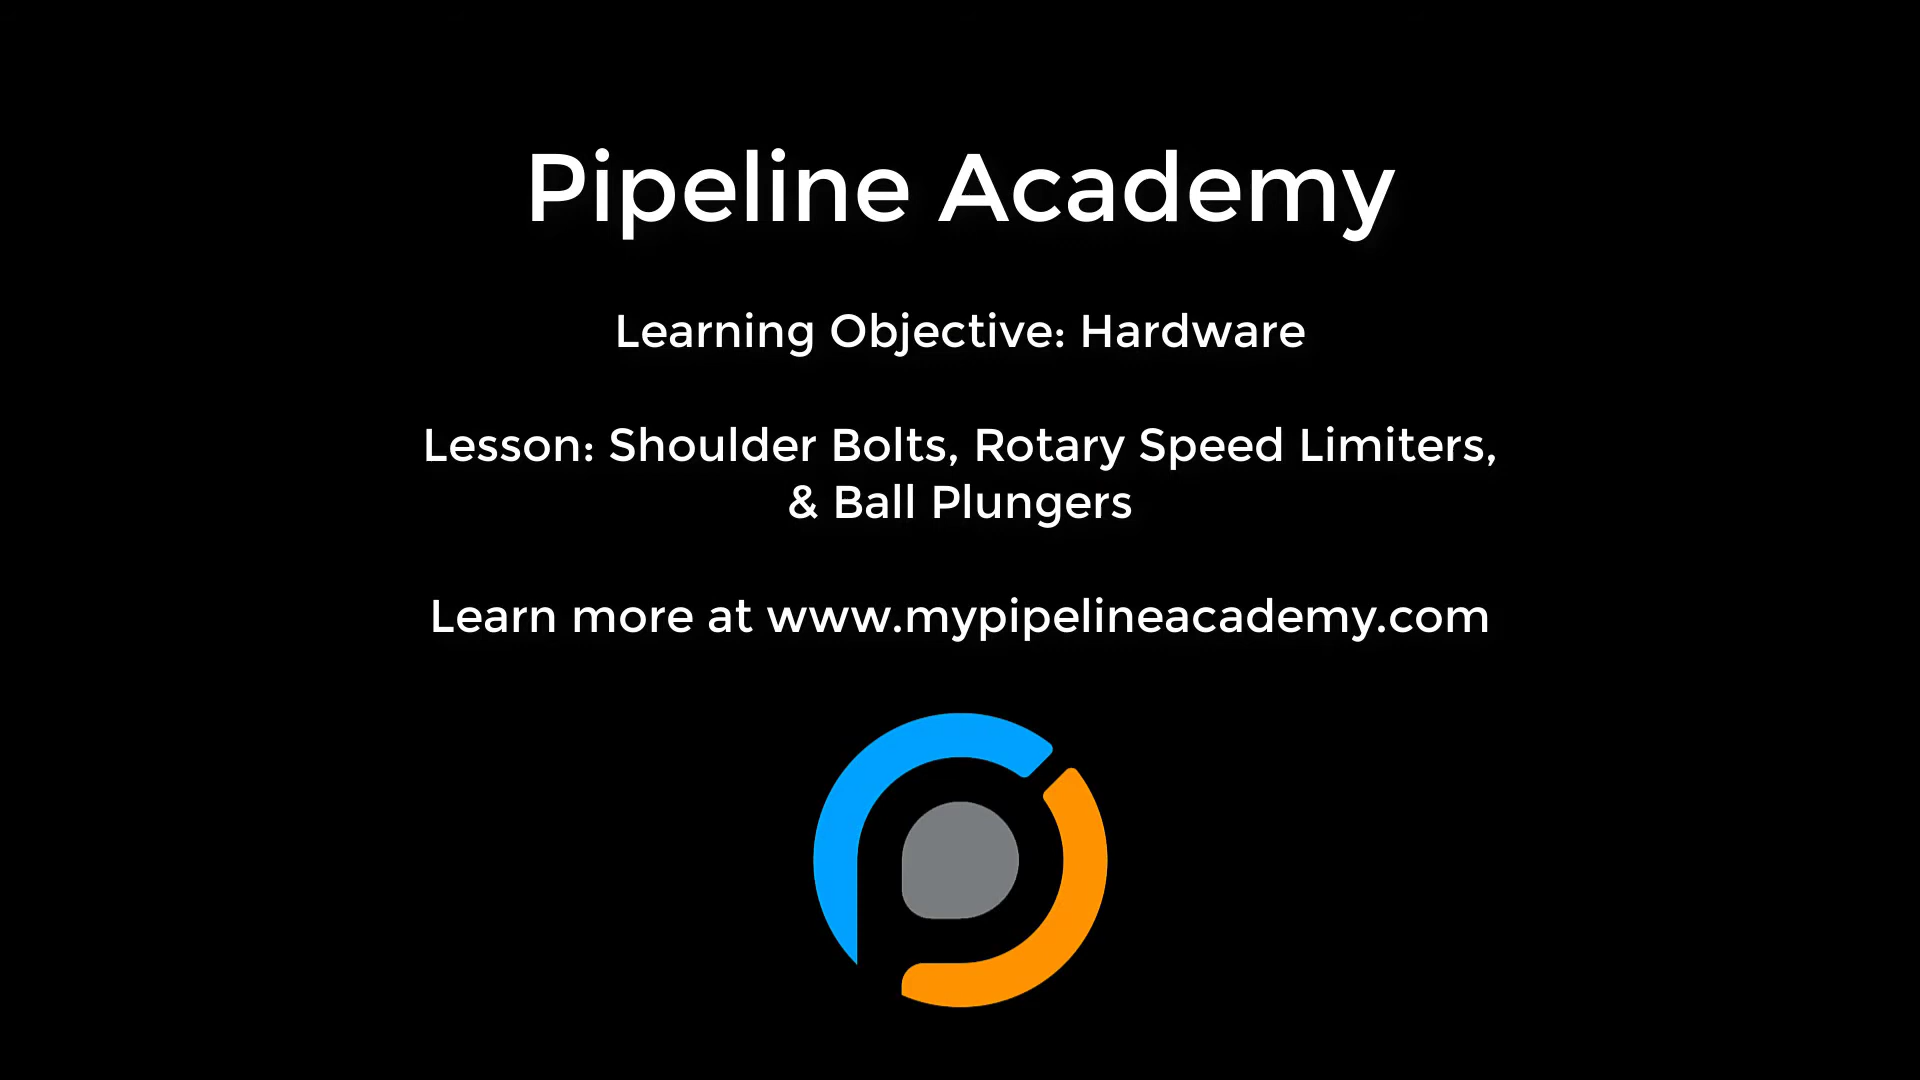 Pipeline Academy
Learning Objective: Hardware
Lesson: Shoulder Bolts, Rotary Speed Limiters,
& Ball Plungers
Learn more at www.mypipelineacademy.com